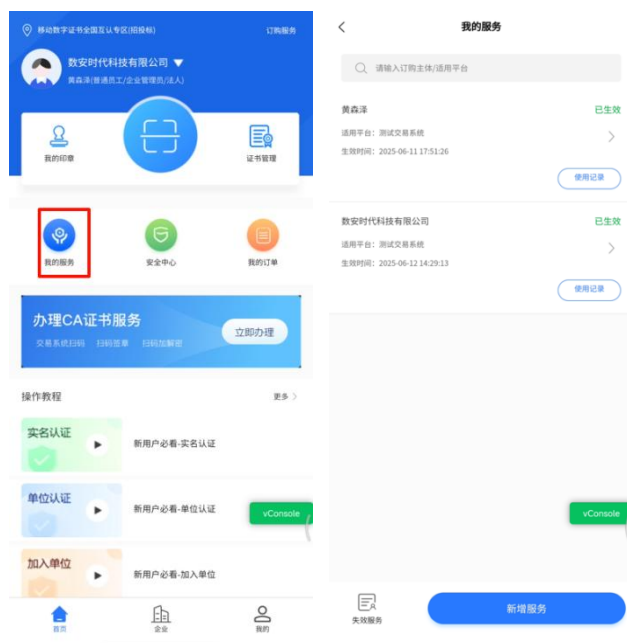 移动数字证书全国互认专区(招投标)
订购服务
数安时代科技有限公司 ▼
黄森泽(普通员工/企业管理员/法人)
我的印章
证书管理
我的服务
安全中心
我的订单
办理CA证书服务
交易系统扫码 扫码签章 扫码加解密
立即办理
操作教程
更多 >
实名认证
新用户必看-实名认证
单位认证
新用户必看-单位认证
vConsole
加入单位
新用户必看-加入单位
首页
企业
我的
我的服务
请输入订购主体/适用平台
黄森泽
已生效
适用平台：测试交易系统
生效时间：2025-06-11 17:51:26
使用记录
数安时代科技有限公司
已生效
适用平台：测试交易系统
生效时间：2025-06-12 14:29:13
使用记录
vConsole
失效服务
新增服务